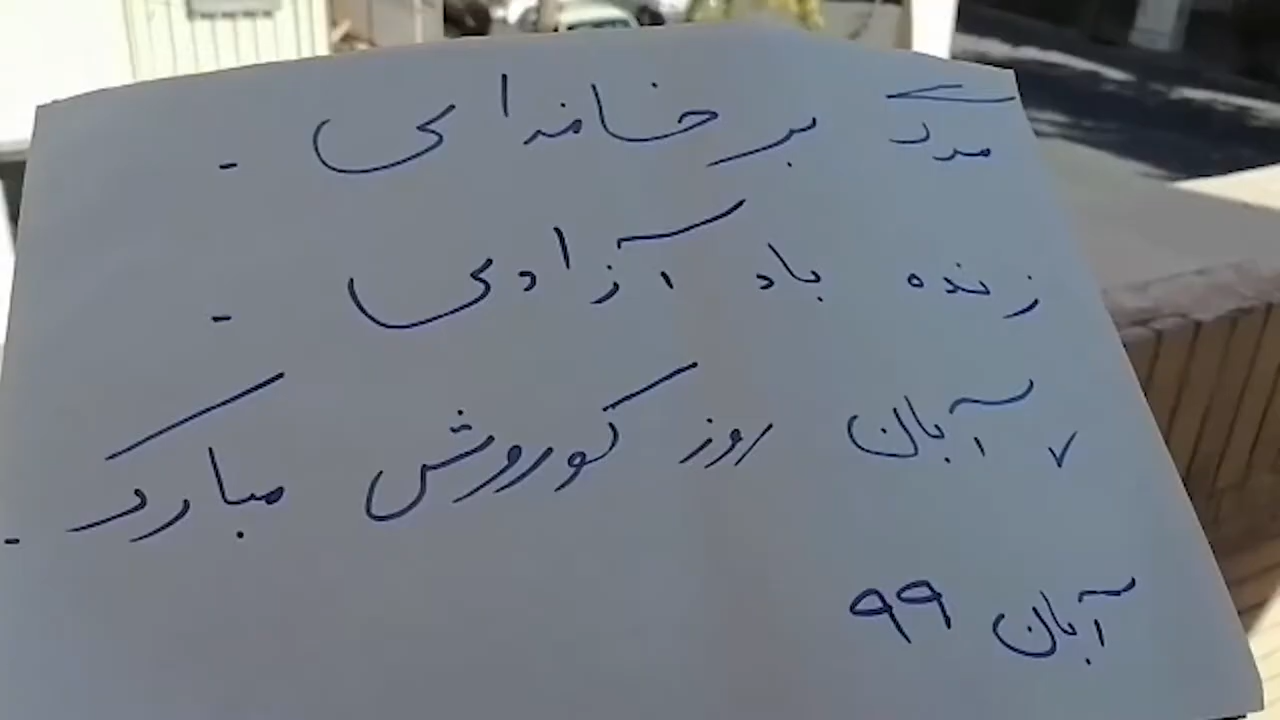 مرگ بر خامنه ای .
زنده باد آزادی .
۷ آبان روز کوروش مبارک .
آبان ۹۹